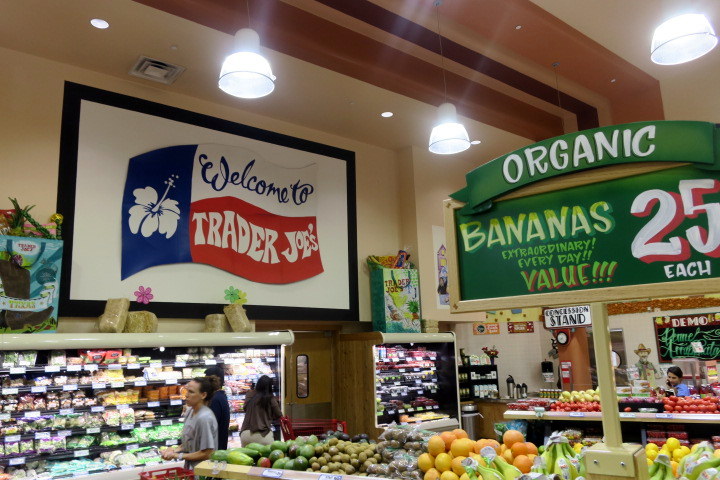 Welcome to
TRADER JOE'S
ORGANIC
BANANAS
EXTRAORDINARY!
EVERY DAY!!
VALUE!!!
25
EACH
CONCESSION
STAND
DEMO